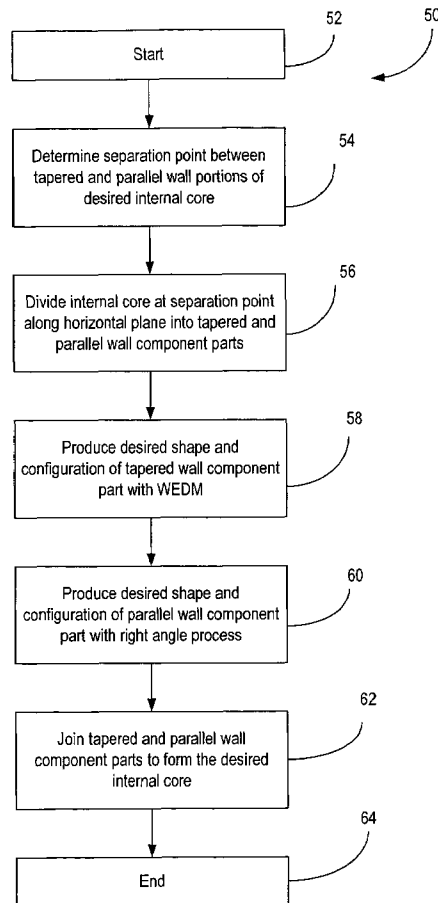 50
52
Start
54
Determine separation point between
tapered and parallel wall portions of
desired internal core
56
Divide internal core at separation point
along horizontal plane into tapered and
parallel wall component parts
58
Produce desired shape and
configuration of tapered wall component
part with WEDM
60
Produce desired shape and
configuration of parallel wall component
part with right angle process
62
Join tapered and parallel wall
component parts to form the desired
internal core
64
End